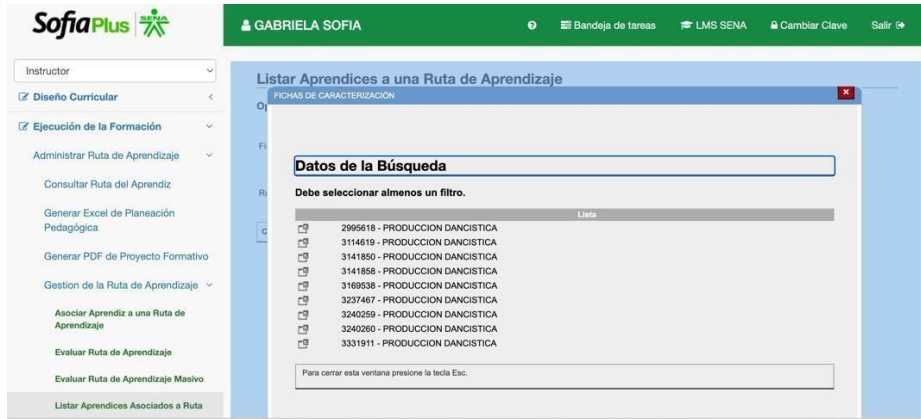 SofiaPlus SENA
GABRIELA SOFIA
Bandeja de tareas
LMS SENA
Cambiar Clave
Salir
Instructor
Diseño Curricular
Ejecución de la Formación
Administrar Ruta de Aprendizaje
Consultar Ruta del Aprendiz
Generar Excel de Planeación
Pedagógica
Generar PDF de Proyecto Formativo
Gestion de la Ruta de Aprendizaje
Asociar Aprendiz a una Ruta de
Aprendizaje
Evaluar Ruta de Aprendizaje
Evaluar Ruta de Aprendizaje Masivo
Listar Aprendices Asociados a Ruta
Listar Aprendices a una Ruta de Aprendizaje
FICHAS DE CARACTERIZACIÓN
Datos de la Búsqueda
Debe seleccionar almenos un filtro.
Lista
2995618 - PRODUCCION DANCISTICA
3114619 - PRODUCCION DANCISTICA
3141850 - PRODUCCION DANCISTICA
3141858 - PRODUCCION DANCISTICA
3169538 - PRODUCCION DANCISTICA
3237467 - PRODUCCION DANCISTICA
3240259 - PRODUCCION DANCISTICA
3240260 - PRODUCCION DANCISTICA
3331911 - PRODUCCION DANCISTICA
Para cerrar esta ventana presione la tecla Esc.